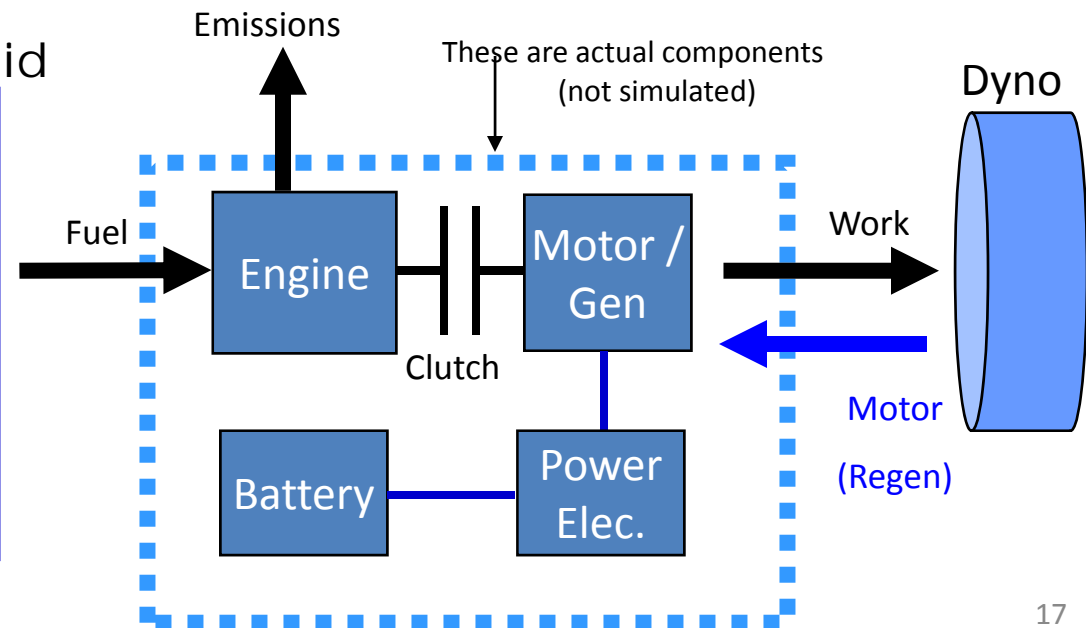 Emissions
id
These are actual components
(not simulated)
Dyno
Fuel
Engine
Clutch
Motor /
Gen
Work
Motor
(Regen)
Battery
Power
Elec.
17